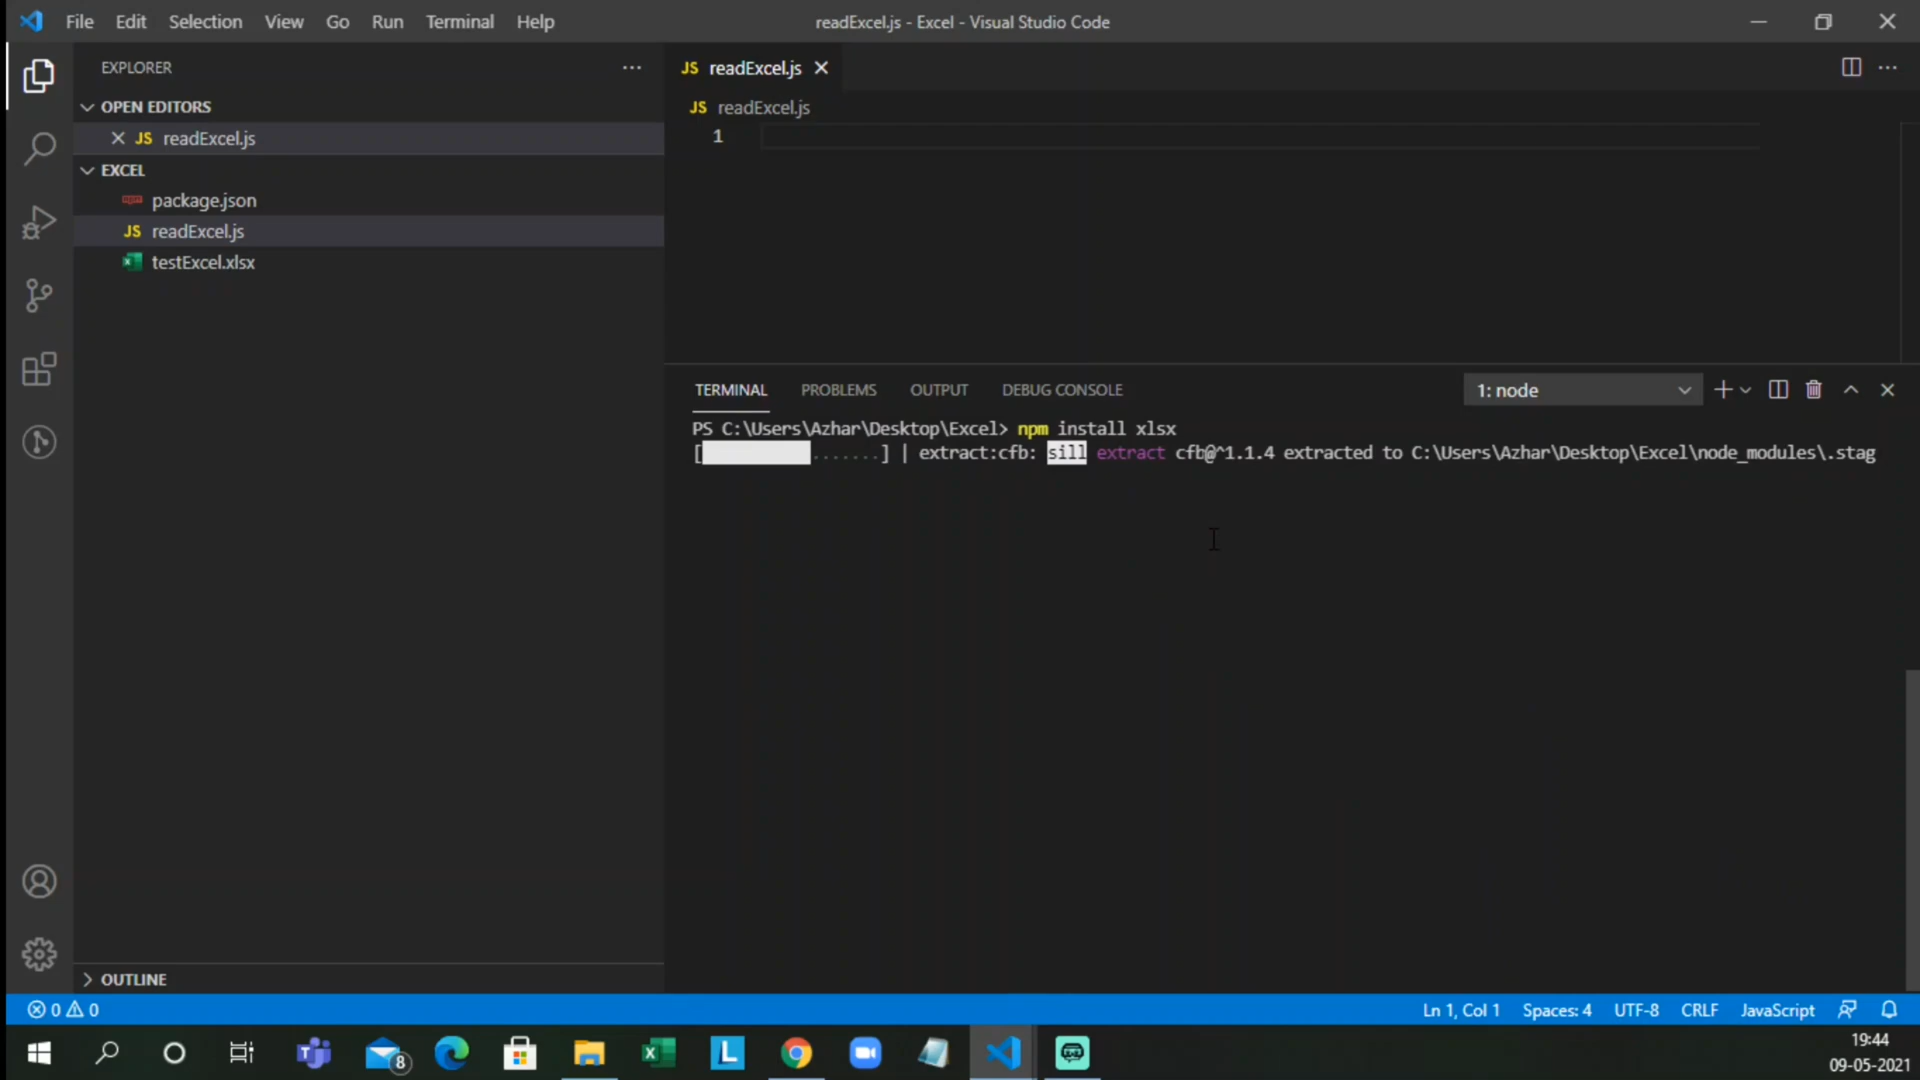 File Edit Selection View Go Run Terminal Help
readExcel.js - Excel - Visual Studio Code
EXPLORER
OPEN EDITORS
JS readExcel.js
EXCEL
package.json
JS readExcel.js
testExcel.xlsx
OUTLINE
JS readExcel.js
JS readExcel.js
1
TERMINAL PROBLEMS OUTPUT DEBUG CONSOLE
1: node
PS C:\Users\Azhar\Desktop\Excel> npm install xlsx
[ .......] | extract:cfb: sill extract cfb@^1.1.4 extracted to C:\Users\Azhar\Desktop\Excel\node_modules\.stag
0 0
Ln 1, Col 1 Spaces: 4 UTF-8 CRLF JavaScript
8
L
19:44
09-05-2021